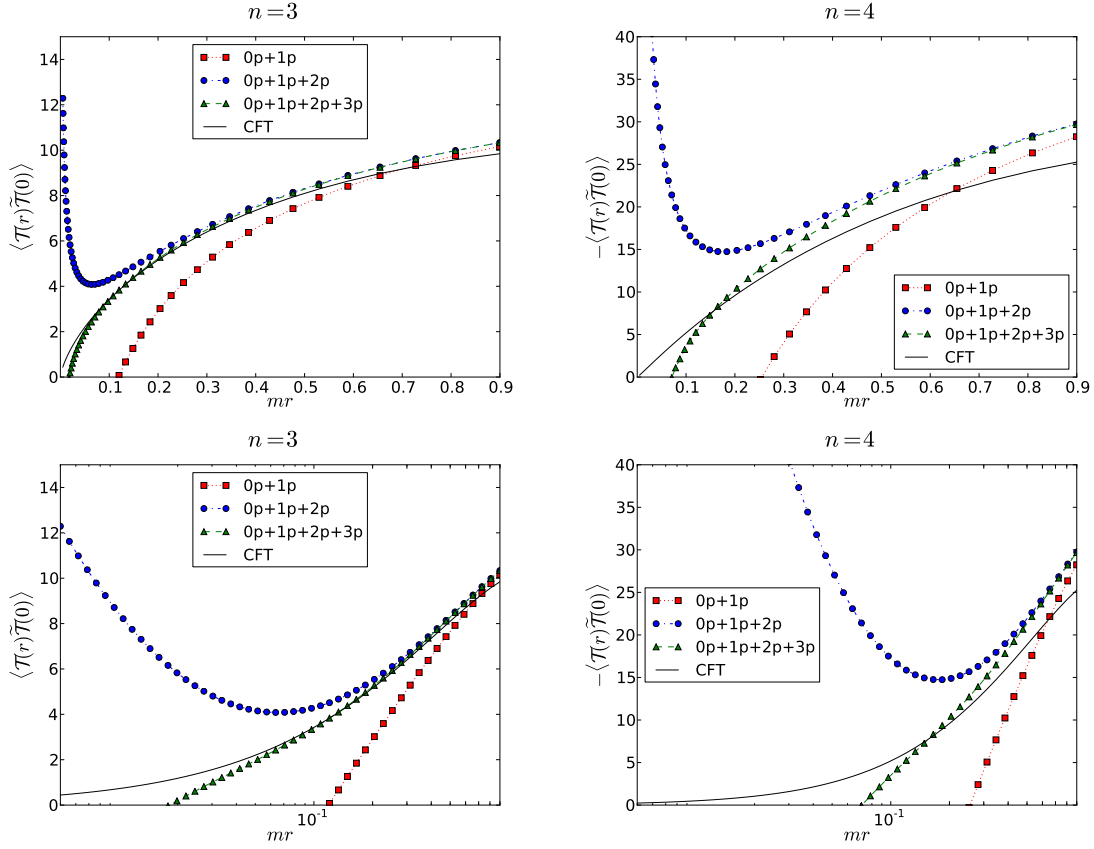 n = 3
14
12
10
8
6
4
2
0
⟨𝒯(r)𝒯̃(0)⟩
0p+1p
0p+1p+2p
0p+1p+2p+3p
CFT
0.1 0.2 0.3 0.4 0.5 0.6 0.7 0.8 0.9
mr
n = 4
40
35
30
25
20
15
10
5
0
−⟨𝒯(r)𝒯̃(0)⟩
0p+1p
0p+1p+2p
0p+1p+2p+3p
CFT
0.1 0.2 0.3 0.4 0.5 0.6 0.7 0.8 0.9
mr
n = 3
14
12
10
8
6
4
2
0
⟨𝒯(r)𝒯̃(0)⟩
0p+1p
0p+1p+2p
0p+1p+2p+3p
CFT
10⁻¹
mr
n = 4
40
35
30
25
20
15
10
5
0
−⟨𝒯(r)𝒯̃(0)⟩
0p+1p
0p+1p+2p
0p+1p+2p+3p
CFT
10⁻¹
mr